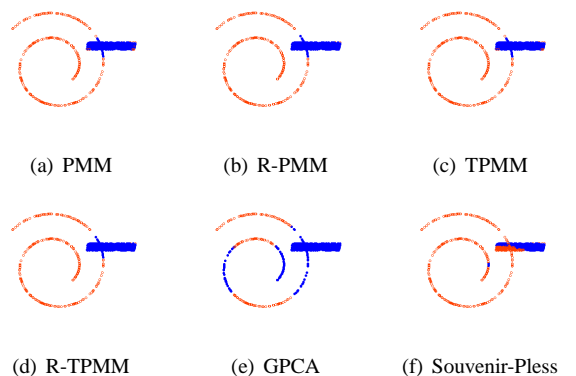 (a) PMM
(b) R-PMM
(c) TPMM
(d) R-TPMM
(e) GPCA
(f) Souvenir-Pless